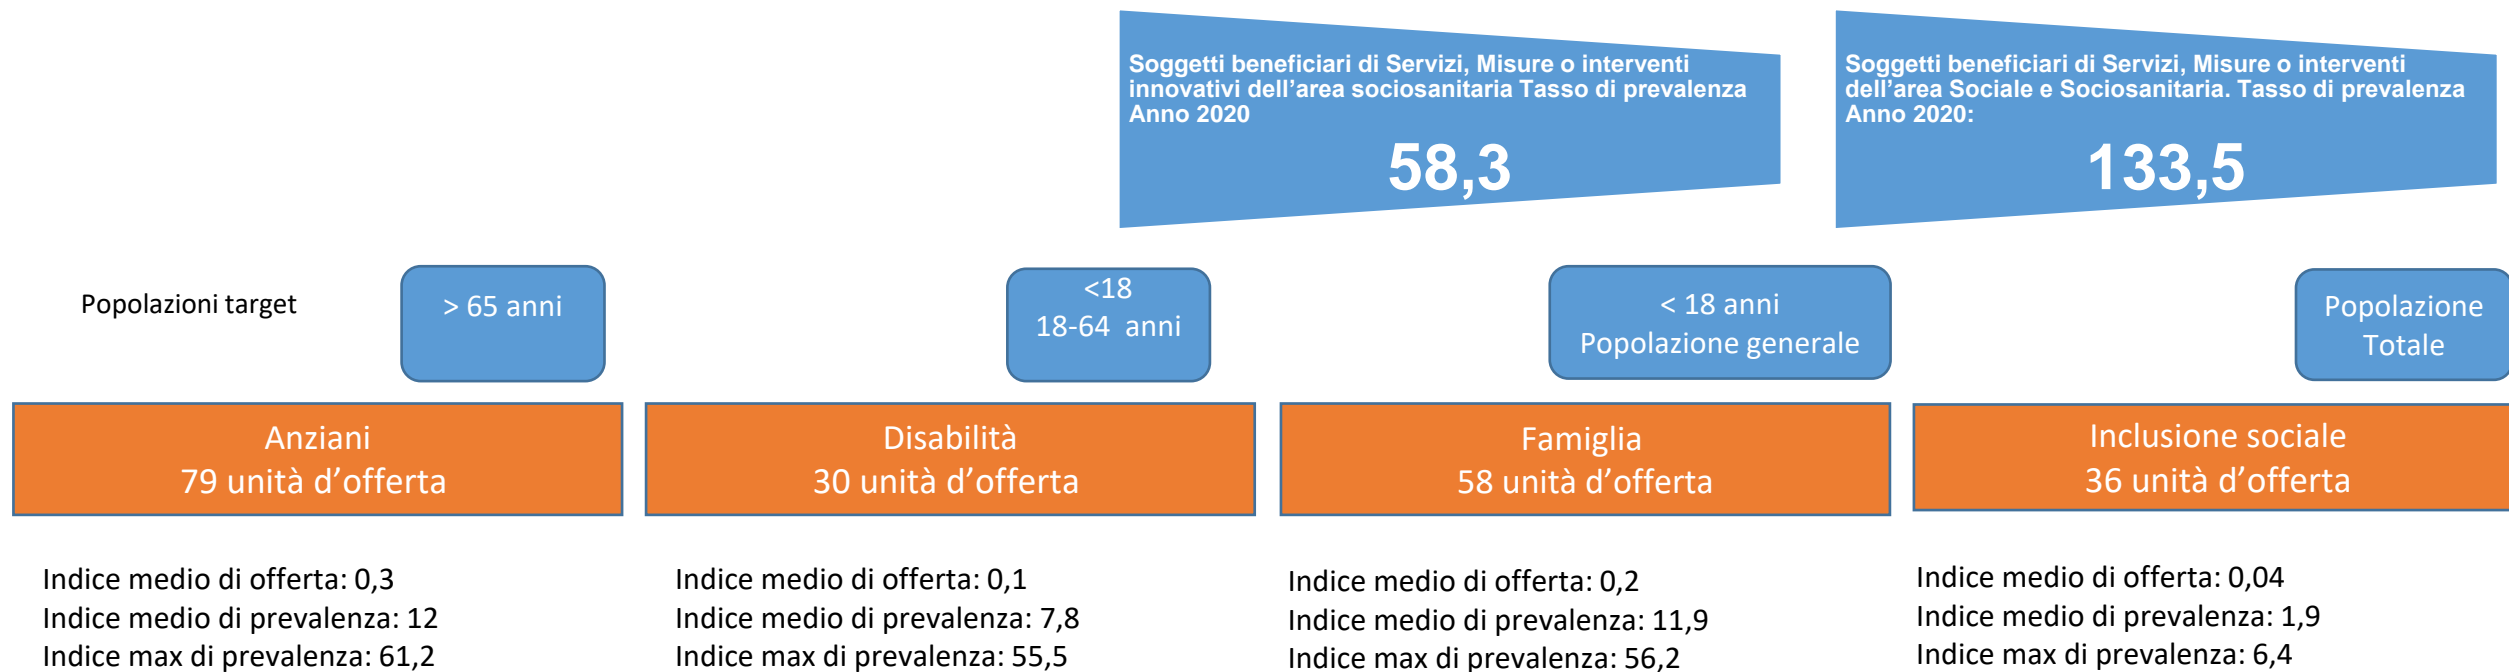 Soggetti beneficiari di Servizi, Misure o interventi
innovativi dell'area sociosanitaria Tasso di prevalenza
Anno 2020
58,3
Soggetti beneficiari di Servizi, Misure o interventi
dell'area Sociale e Sociosanitaria. Tasso di prevalenza
Anno 2020:
133,5
Popolazioni target
> 65 anni
<18
18-64 anni
< 18 anni
Popolazione generale
Popolazione
Totale
Anziani
79 unità d'offerta
Disabilità
30 unità d'offerta
Famiglia
58 unità d'offerta
Inclusione sociale
36 unità d'offerta
Indice medio di offerta: 0,3
Indice medio di prevalenza: 12
Indice max di prevalenza: 61,2
Indice medio di offerta: 0,1
Indice medio di prevalenza: 7,8
Indice max di prevalenza: 55,5
Indice medio di offerta: 0,2
Indice medio di prevalenza: 11,9
Indice max di prevalenza: 56,2
Indice medio di offerta: 0,04
Indice medio di prevalenza: 1,9
Indice max di prevalenza: 6,4